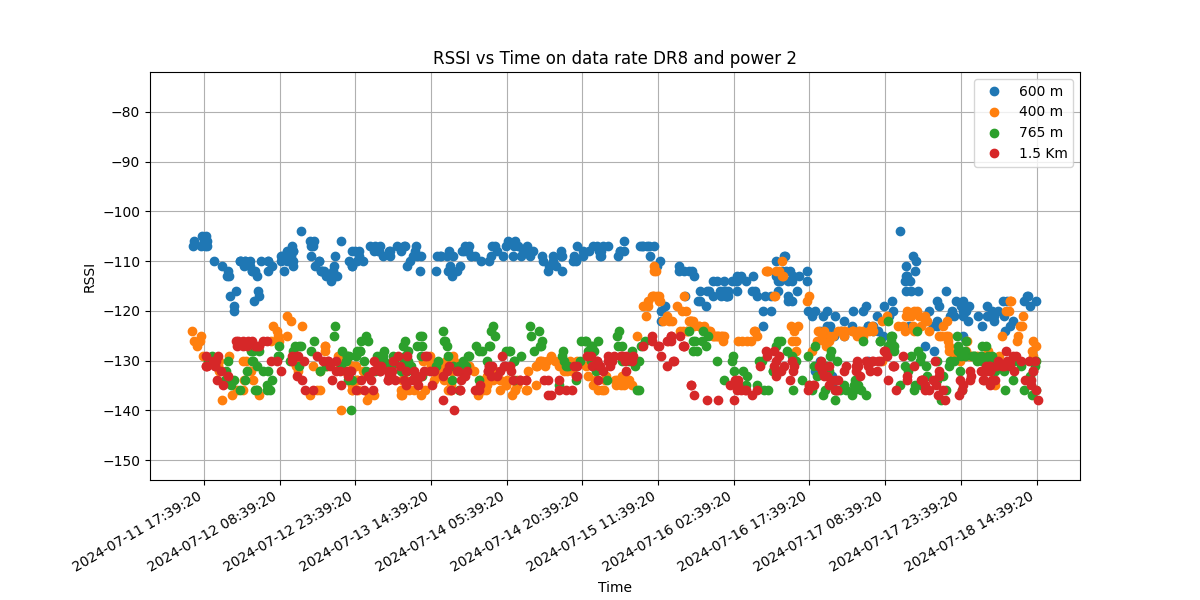 RSSI vs Time on data rate DR8 and power 2
600 m
400 m
765 m
1.5 Km
−80
−90
−100
−110
−120
−130
−140
−150
RSSI
2024-07-11 17:39:20
2024-07-12 08:39:20
2024-07-12 23:39:20
2024-07-13 14:39:20
2024-07-14 05:39:20
2024-07-14 20:39:20
2024-07-15 11:39:20
2024-07-16 02:39:20
2024-07-16 17:39:20
2024-07-17 08:39:20
2024-07-17 23:39:20
2024-07-18 14:39:20
Time